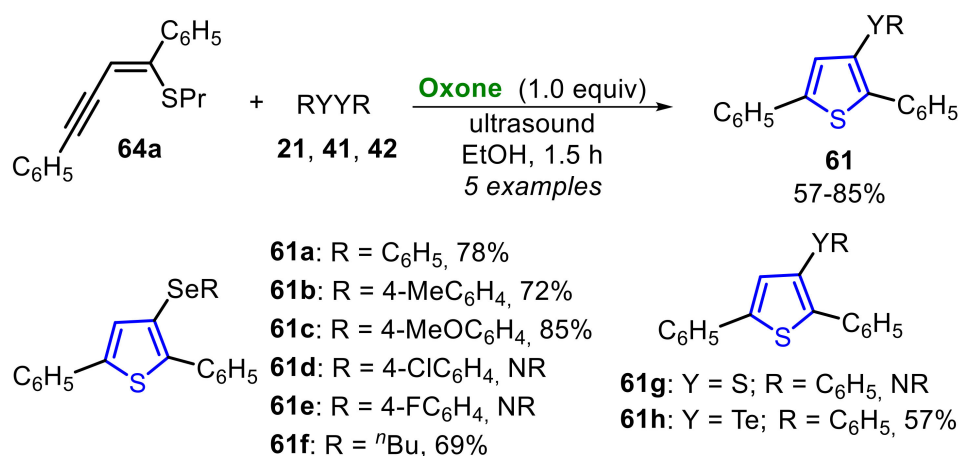 C₆H₅
SPr
C₆H₅
64a
+
RYYR
21, 41, 42
Oxone (1.0 equiv)
ultrasound
EtOH, 1.5 h
5 examples
YR
C₆H₅ S C₆H₅
61
57-85%
SeR
C₆H₅ S C₆H₅
61a: R = C₆H₅, 78%
61b: R = 4-MeC₆H₄, 72%
61c: R = 4-MeOC₆H₄, 85%
61d: R = 4-ClC₆H₄, NR
61e: R = 4-FC₆H₄, NR
61f: R = ⁿBu, 69%
YR
C₆H₅ S C₆H₅
61g: Y = S; R = C₆H₅, NR
61h: Y = Te; R = C₆H₅, 57%